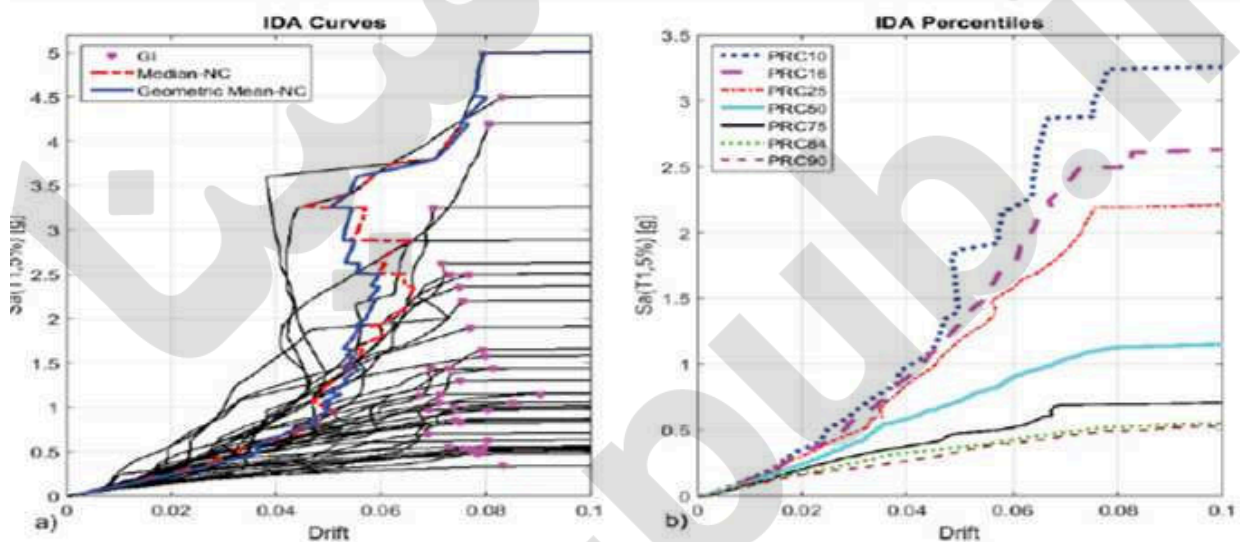 IDA Curves
GI
Median-NC
Geometric Mean-NC
Sa(T1,5%) [g]
5
4.5
4
3.5
3
2.5
2
1.5
1
0.5
0
0
0.02
0.04
0.06
0.08
0.1
Drift
a)
IDA Percentiles
PRC10
PRC16
PRC25
PRC50
PRC75
PRC84
PRC90
Sa(T1,5%) [g]
3.5
3
2.5
2
1.5
1
0.5
0
0
0.02
0.04
0.06
0.08
0.1
Drift
b)